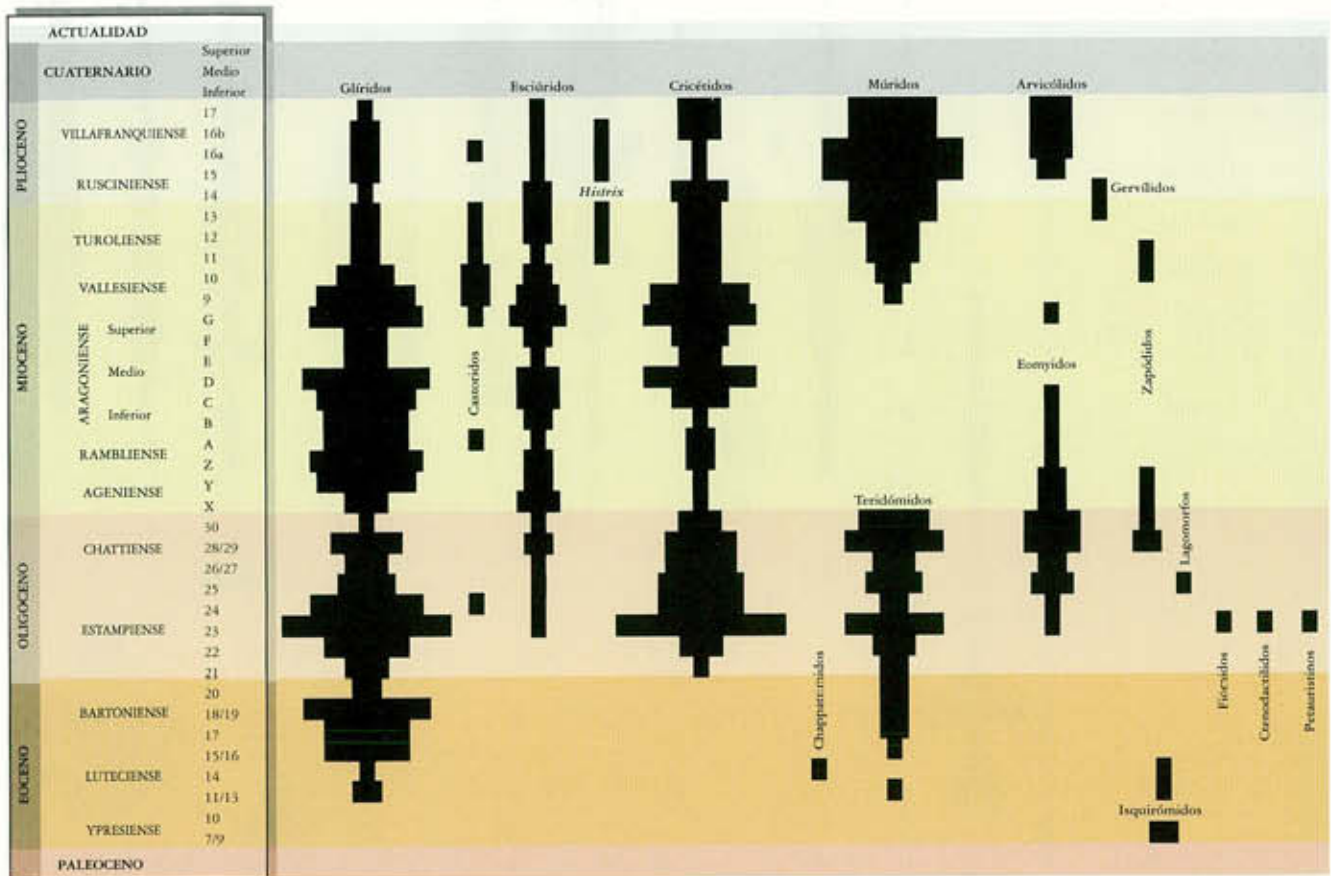 ACTUALIDAD
CUATERNARIO
Superior
Medio
Inferior
PLIOCENO
VILLAFRANQUIENSE
17
16b
16a
RUSCINIENSE
15
14
MIOCENO
TUROLIENSE
13
12
11
VALLESIENSE
10
9
ARAGONIENSE
Superior
G
F
Medio
E
D
C
Inferior
B
A
RAMBLIENSE
Z
AGENIENSE
Y
X
OLIGOCENO
CHATTIENSE
30
28/29
26/27
25
ESTAMPIENSE
24
23
22
21
EOCENO
BARTONIENSE
20
18/19
17
15/16
LUTECIENSE
14
11/13
YPRESIENSE
10
7/9
PALEOCENO
Glíridos
Esciúridos
Cricétidos
Múridos
Arvicólidos
Histrix
Gervílidos
Castoridos
Eomyidos
Zapódidos
Teridómidos
Lagomorfos
Ctenodactílidos
Petauristinos
Isquirómidos